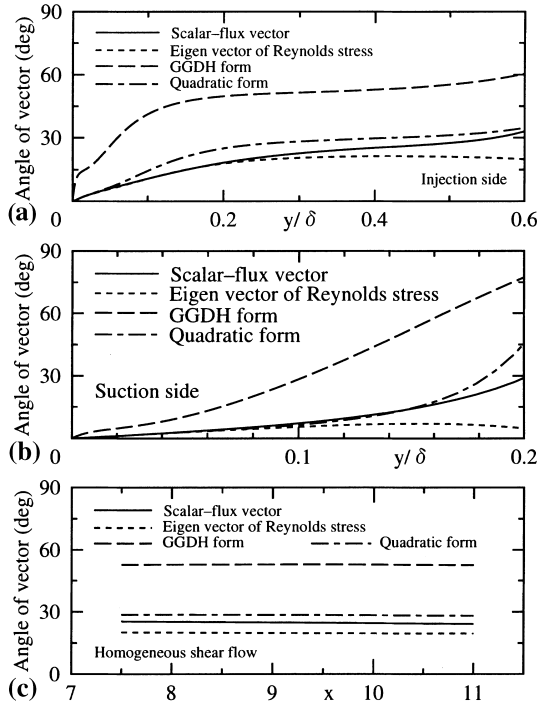 Angle of vector (deg)
90
60
30
0
Scalar–flux vector
Eigen vector of Reynolds stress
GGDH form
Quadratic form
Injection side
(a)
0.2
y/ δ
0.4
0.6
Angle of vector (deg)
90
60
30
0
Scalar–flux vector
Eigen vector of Reynolds stress
GGDH form
Quadratic form
Suction side
(b)
0.1
y/ δ
0.2
Angle of vector (deg)
90
60
30
0
Scalar–flux vector
Eigen vector of Reynolds stress
GGDH form
Quadratic form
Homogeneous shear flow
(c)
7
8
9
x
10
11